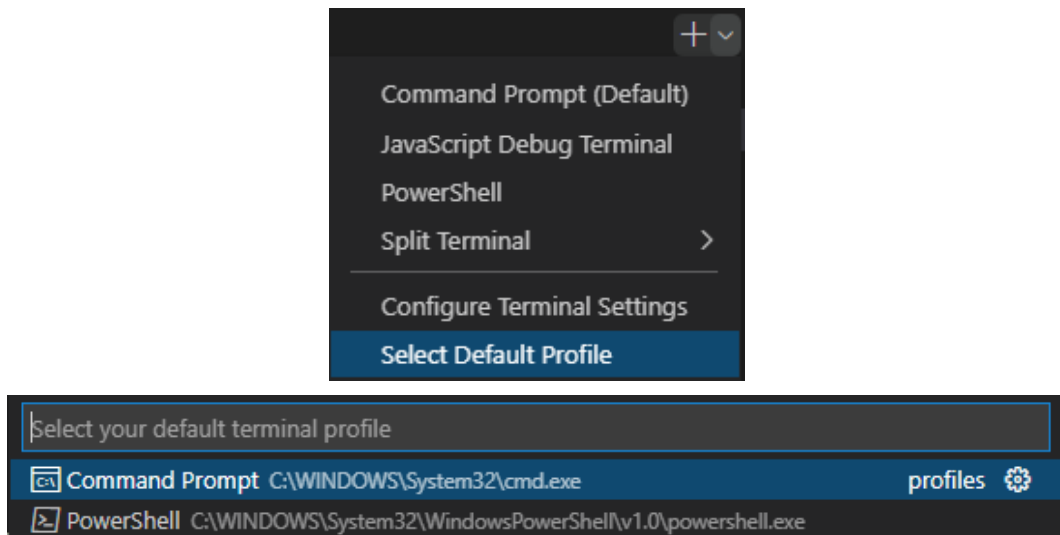 Command Prompt (Default)
JavaScript Debug Terminal
PowerShell
Split Terminal
Configure Terminal Settings
Select Default Profile
Select your default terminal profile
Command Prompt C:\WINDOWS\System32\cmd.exe profiles
PowerShell C:\WINDOWS\System32\WindowsPowerShell\v1.0\powershell.exe